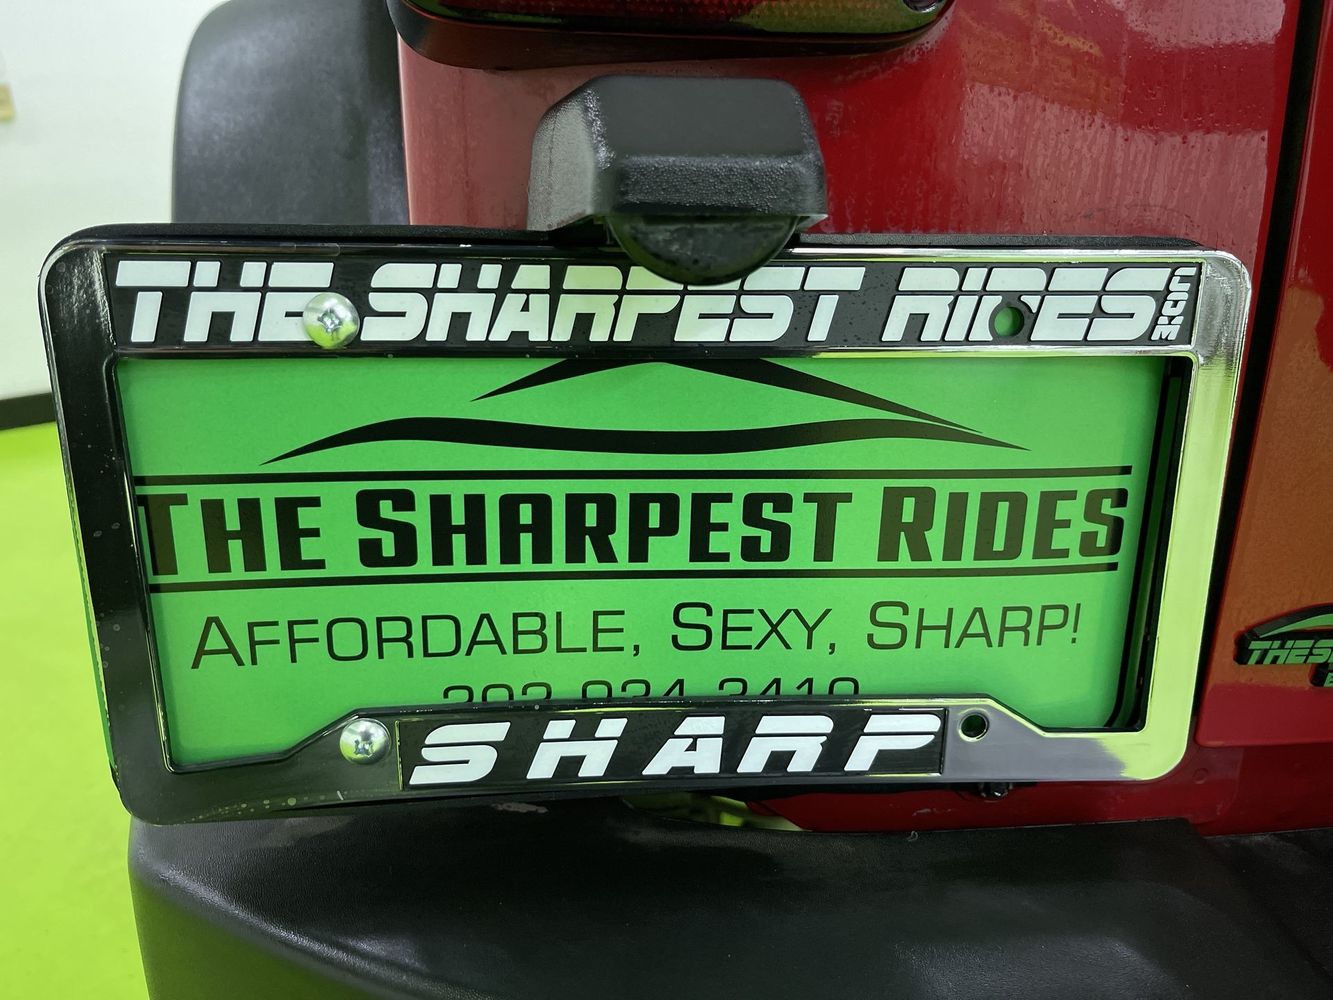 THE SHARPEST RIDES .com
THE SHARPEST RIDES
AFFORDABLE, SEXY, SHARP!
SHARP